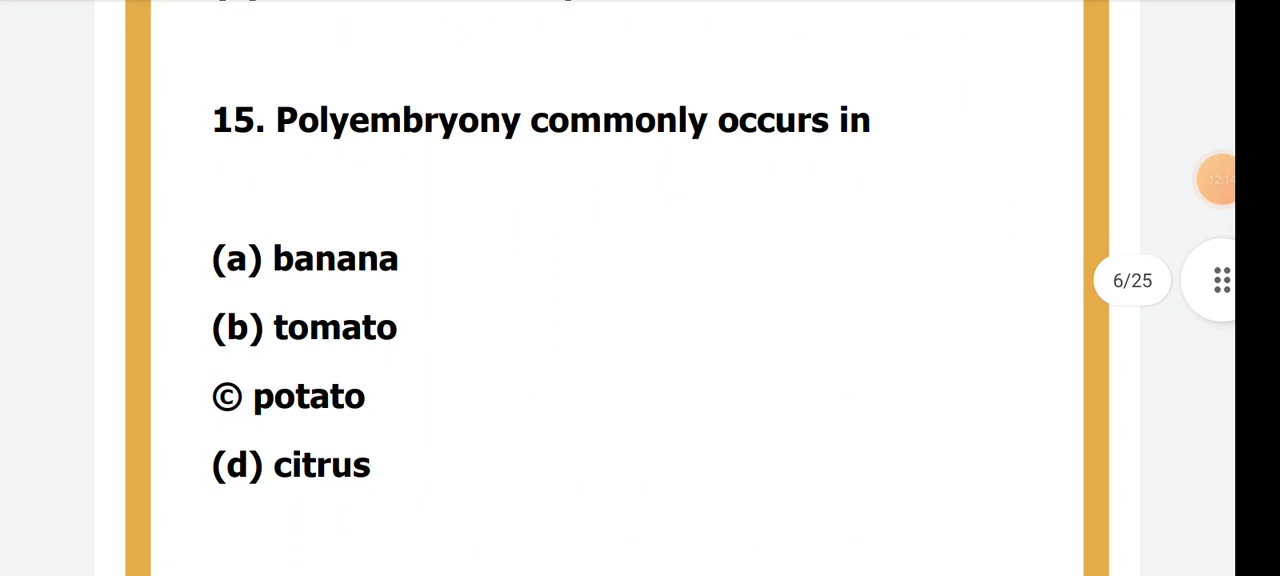 15. Polyembryony commonly occurs in
(a) banana
(b) tomato
© potato
(d) citrus
6/25